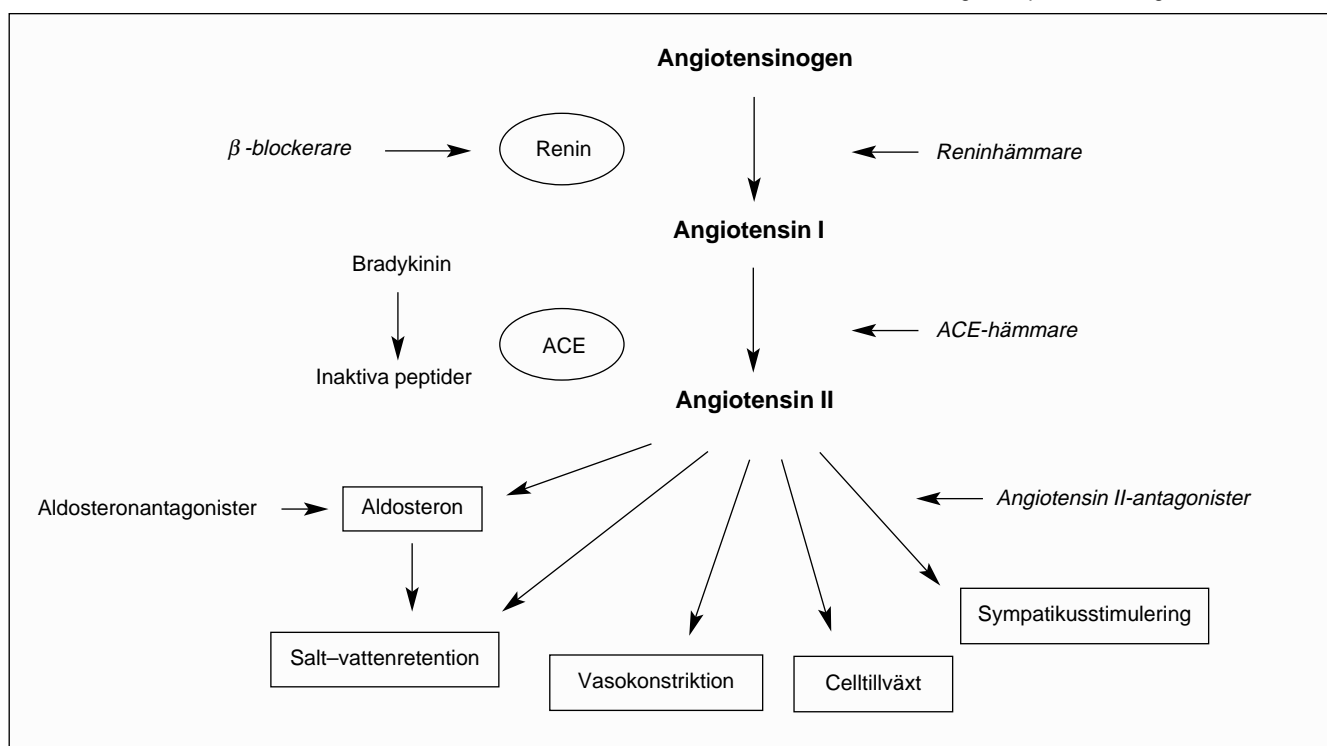 Angiotensinogen
β -blockerare
Renin
Reninhämmare
Angiotensin I
Bradykinin
ACE
ACE-hämmare
Inaktiva peptider
Angiotensin II
Aldosteronantagonister
Aldosteron
Angiotensin II-antagonister
Sympatikusstimulering
Salt–vattenretention
Vasokonstriktion
Celltillväxt